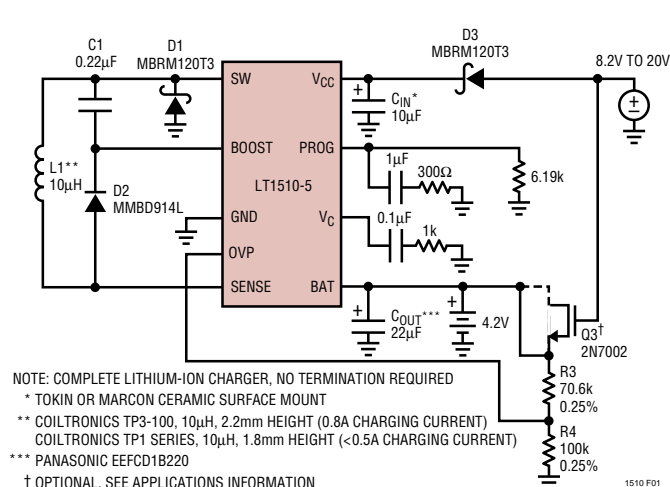 C1
0.22µF
D1
MBRM120T3
D3
MBRM120T3
8.2V TO 20V
SW
VCC
+
CIN*
10µF
+
−
BOOST
PROG
1µF
300Ω
6.19k
L1**
10µH
LT1510-5
D2
MMBD914L
GND
VC
0.1µF
1k
OVP
SENSE
BAT
+
COUT***
22µF
+
4.2V
Q3†
2N7002
R3
70.6k
0.25%
R4
100k
0.25%
NOTE: COMPLETE LITHIUM-ION CHARGER, NO TERMINATION REQUIRED
* TOKIN OR MARCON CERAMIC SURFACE MOUNT
** COILTRONICS TP3-100, 10µH, 2.2mm HEIGHT (0.8A CHARGING CURRENT)
COILTRONICS TP1 SERIES, 10µH, 1.8mm HEIGHT (<0.5A CHARGING CURRENT)
*** PANASONIC EEFCD1B220
† OPTIONAL, SEE APPLICATIONS INFORMATION
1510 F01